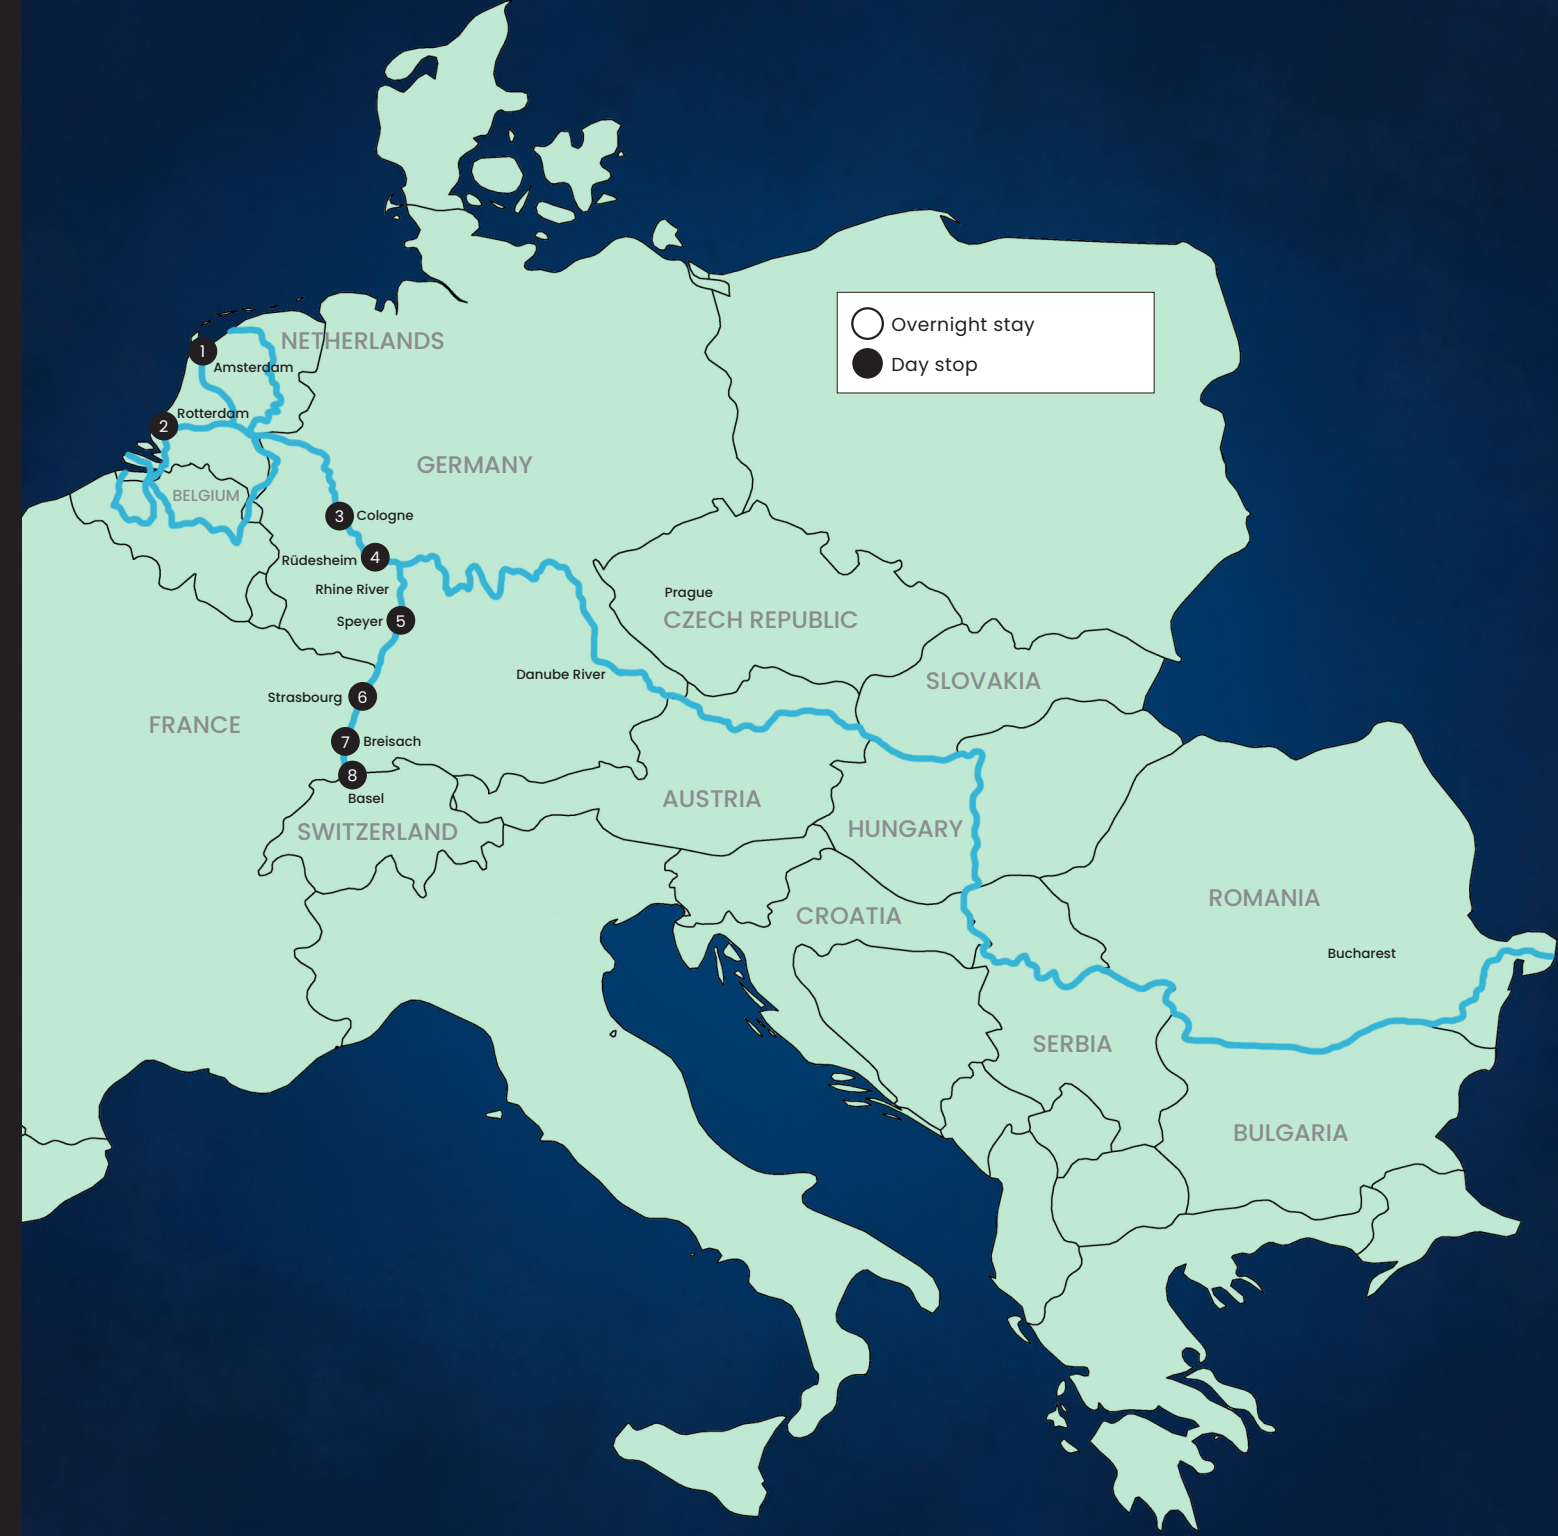 Overnight stay
Day stop
NETHERLANDS
1
Amsterdam
Rotterdam
2
GERMANY
BELGIUM
3
Cologne
4
Rüdesheim
Rhine River
Prague
CZECH REPUBLIC
Speyer
5
Danube River
SLOVAKIA
Strasbourg
6
FRANCE
7
Breisach
8
Basel
AUSTRIA
SWITZERLAND
HUNGARY
ROMANIA
CROATIA
Bucharest
SERBIA
BULGARIA